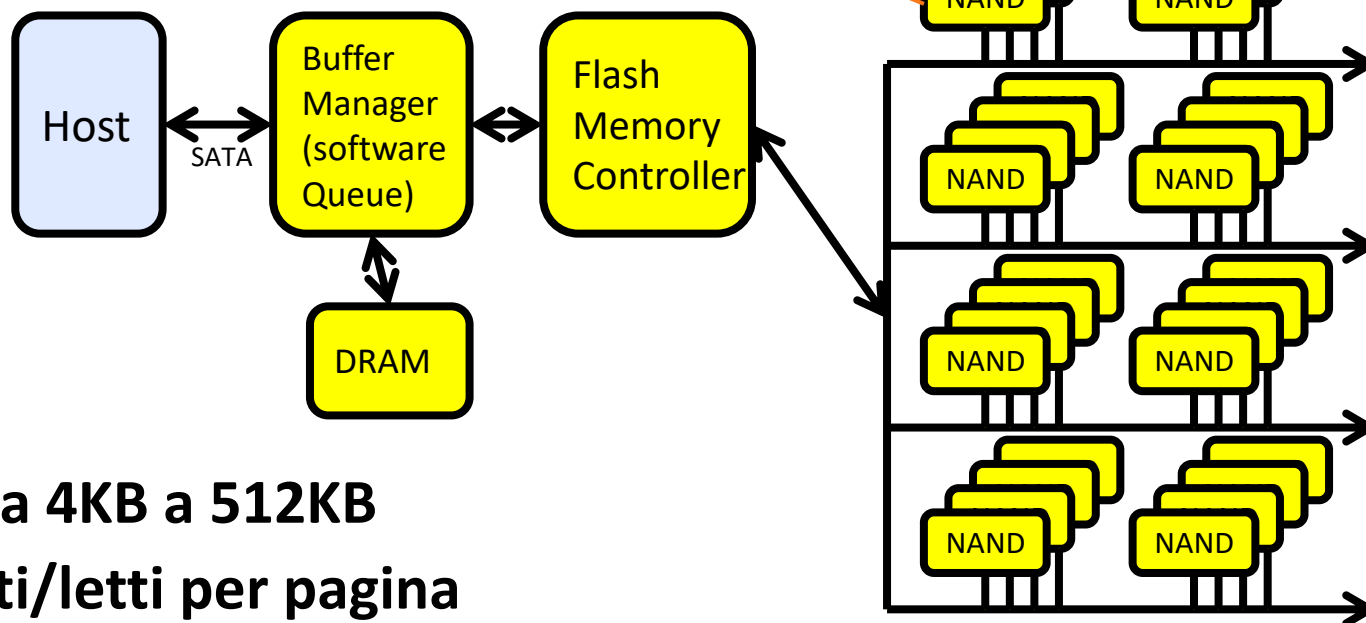 NAND NAND
Host
SATA
Buffer
Manager
(software
Queue)
Flash
Memory
Controller
DRAM
NAND NAND
NAND NAND
NAND NAND
a 4KB a 512KB
ti/letti per pagina